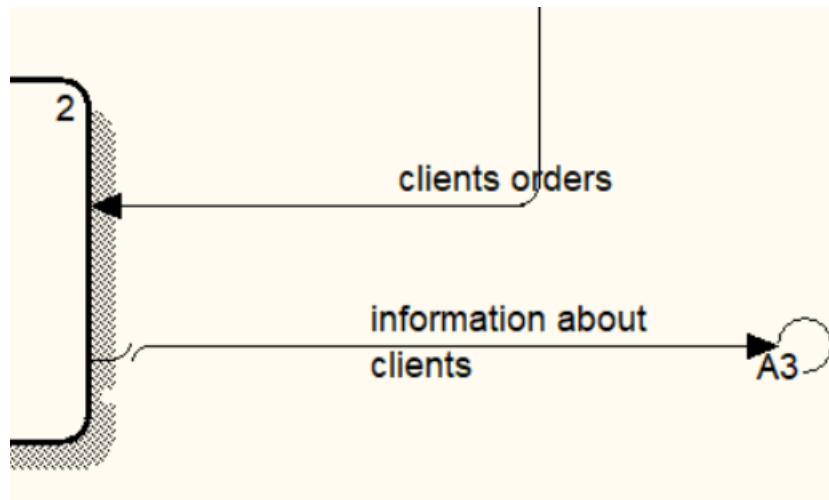 2
clients orders
information about
clients
A3